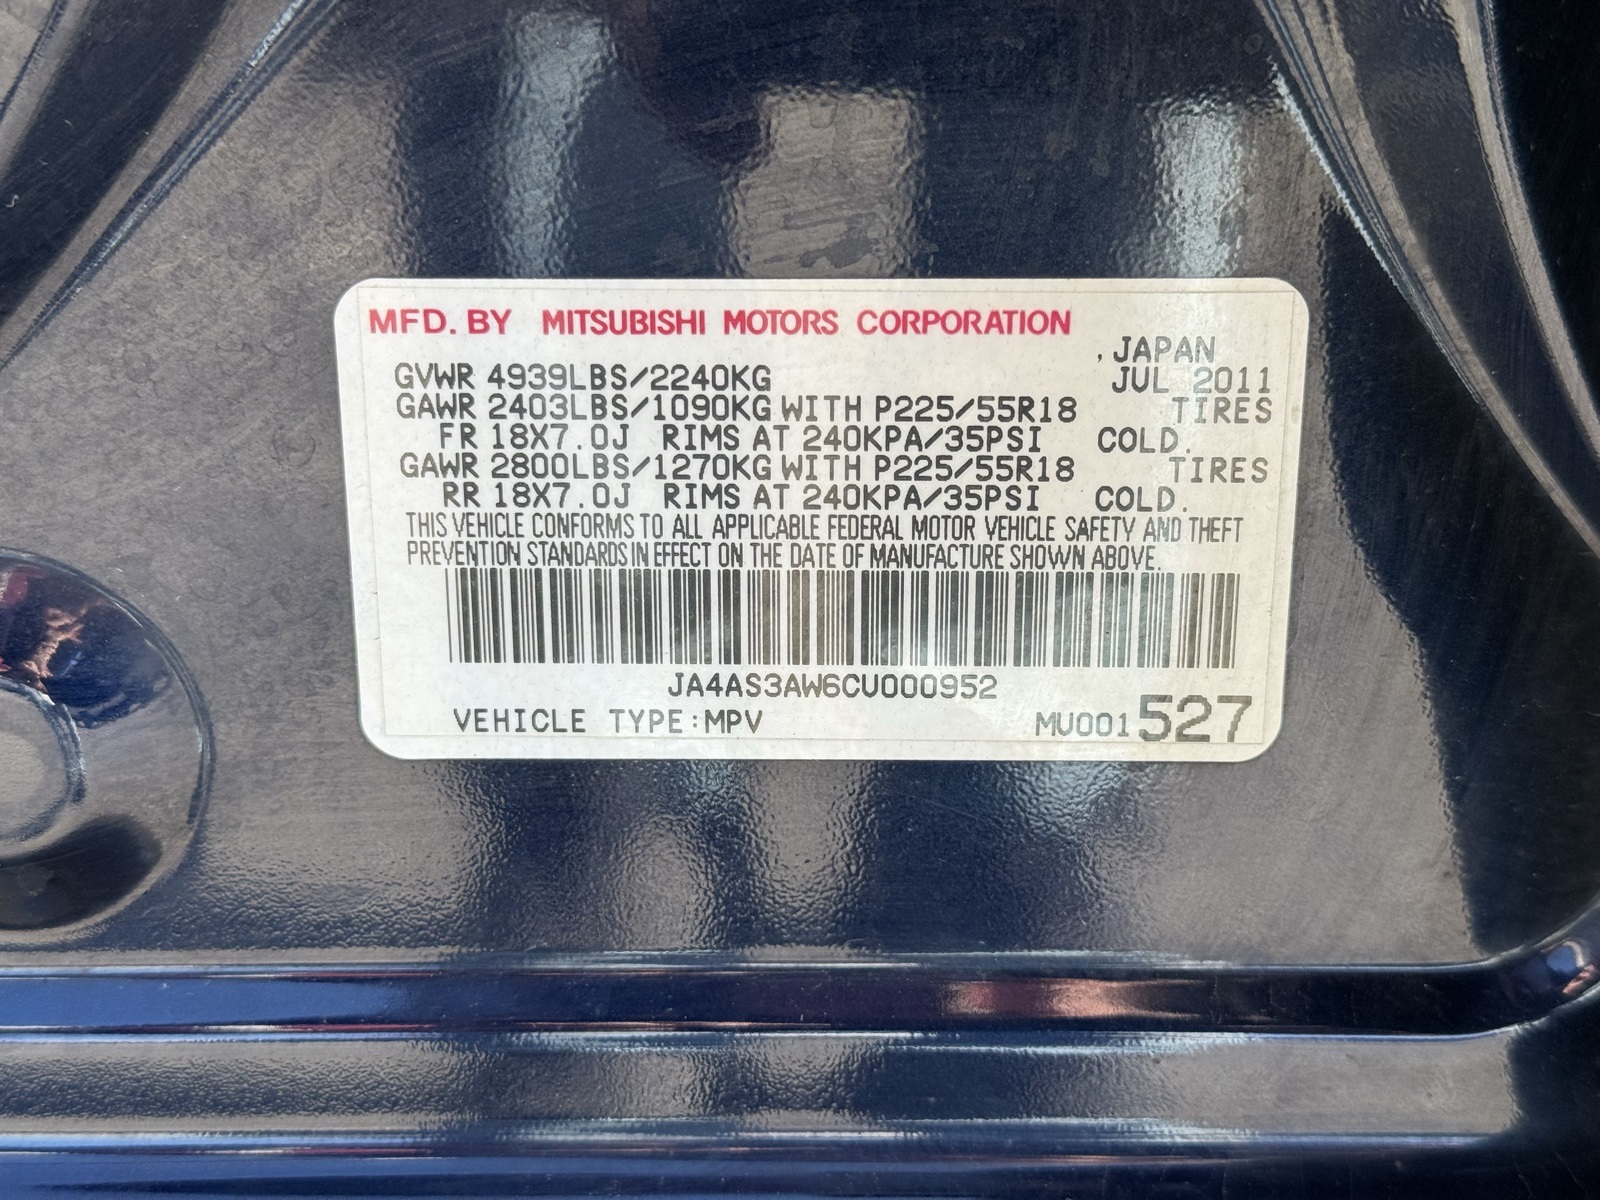 MFD. BY MITSUBISHI MOTORS CORPORATION
, JAPAN
GVWR 4939LBS/2240KG JUL 2011
GAWR 2403LBS/1090KG WITH P225/55R18 TIRES
FR 18X7.0J RIMS AT 240KPA/35PSI COLD.
GAWR 2800LBS/1270KG WITH P225/55R18 TIRES
RR 18X7.0J RIMS AT 240KPA/35PSI COLD.
THIS VEHICLE CONFORMS TO ALL APPLICABLE FEDERAL MOTOR VEHICLE SAFETY AND THEFT
PREVENTION STANDARDS IN EFFECT ON THE DATE OF MANUFACTURE SHOWN ABOVE.
JA4AS3AW6CU000952
VEHICLE TYPE:MPV MU001527